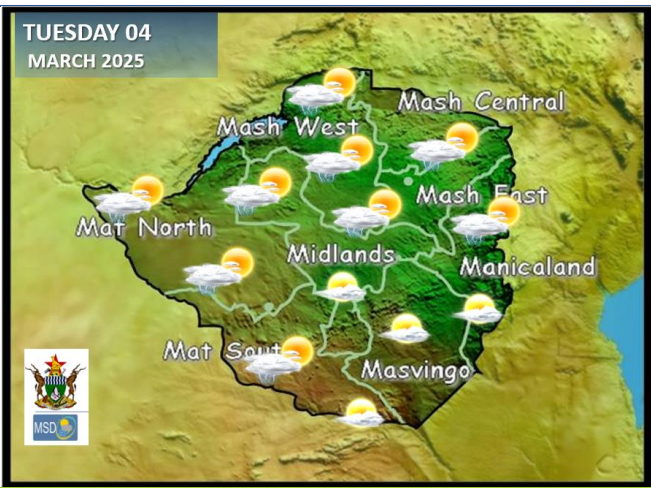 TUESDAY 04
MARCH 2025
Mash Central
Mash West
Mash East
Mat North
Midlands
Manicaland
Mat South
Masvingo
MSD